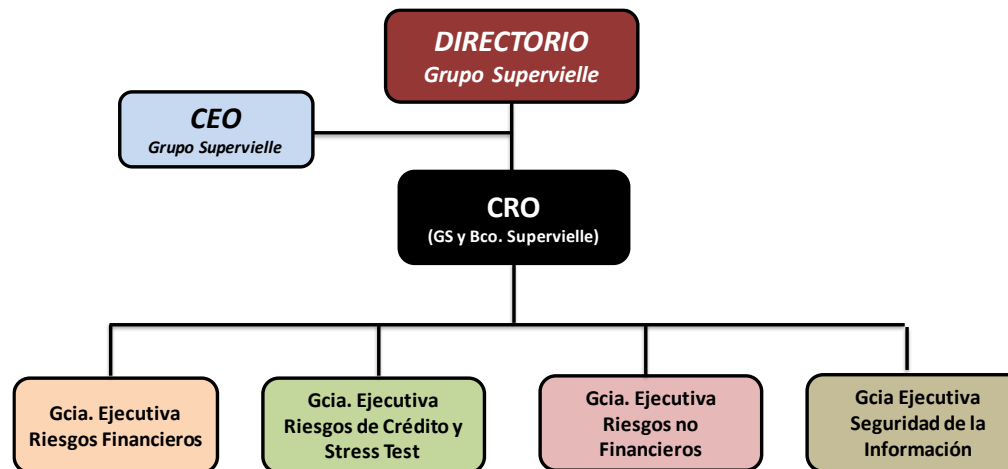 DIRECTORIO
Grupo Supervielle
CEO
Grupo Supervielle
CRO
(GS y Bco. Supervielle)
Gcia. Ejecutiva
Riesgos Financieros
Gcia. Ejecutiva
Riesgos de Crédito y
Stress Test
Gcia. Ejecutiva
Riesgos no
Financieros
Gcia Ejecutiva
Seguridad de la
Información